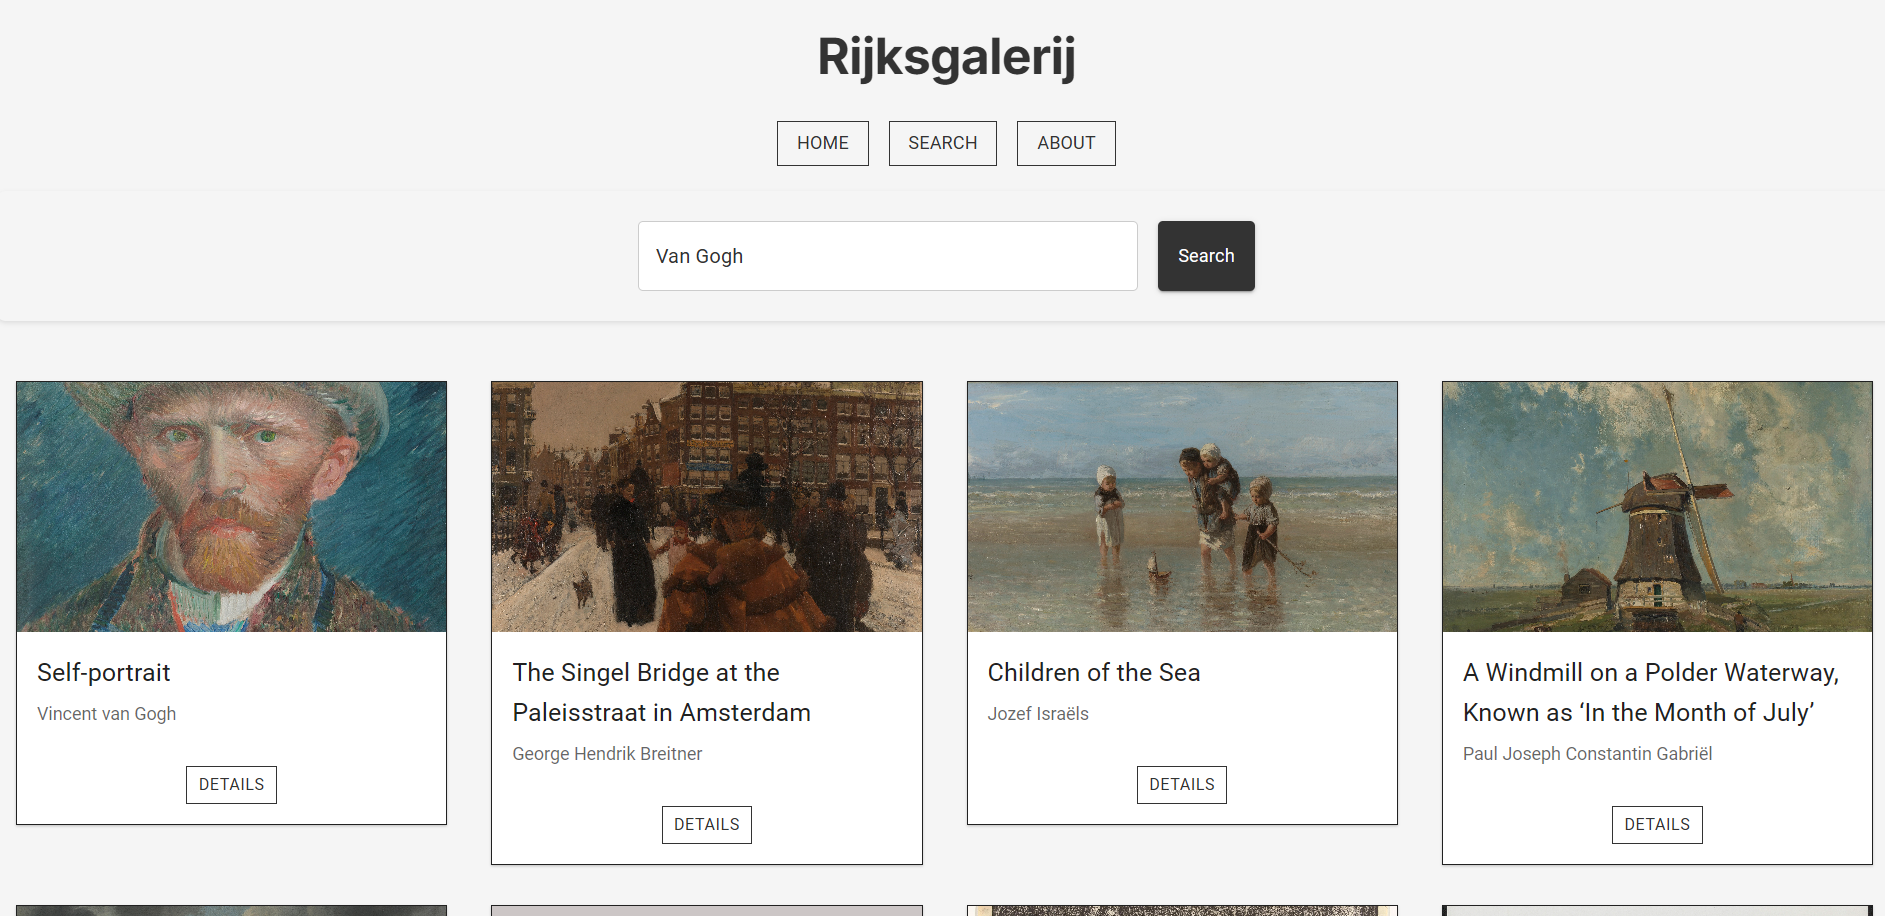 Rijksgalerij
HOME
SEARCH
ABOUT
Van Gogh
Search
Self-portrait
Vincent van Gogh
DETAILS
The Singel Bridge at the
Paleisstraat in Amsterdam
George Hendrik Breitner
DETAILS
Children of the Sea
Jozef Israëls
DETAILS
A Windmill on a Polder Waterway,
Known as ‘In the Month of July’
Paul Joseph Constantin Gabriël
DETAILS